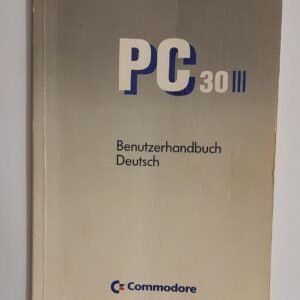 PC 30 III
Benutzerhandbuch
Deutsch
Commodore